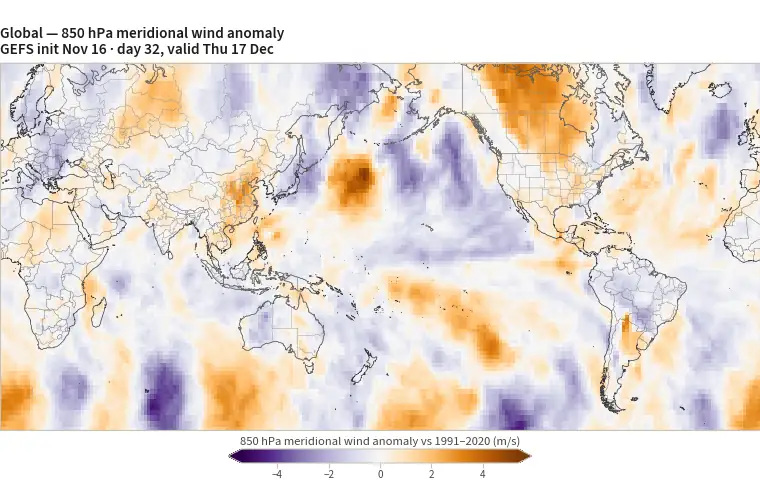 Global — 850 hPa meridional wind anomaly
GEFS init Nov 16 · day 32, valid Thu 17 Dec
850 hPa meridional wind anomaly vs 1991–2020 (m/s)
−4 −2 0 2 4